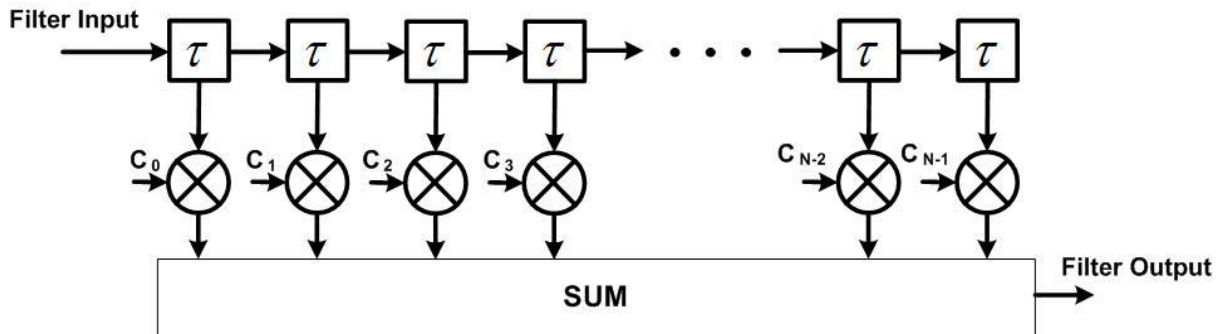 Filter Input
τ τ τ τ • • • τ τ
C0 C1 C2 C3 CN-2 CN-1
Filter Output
SUM